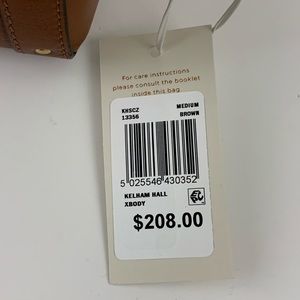 For care instructions
please consult the booklet
inside this bag.
KHSCZ MEDIUM
13356 BROWN
5 025546 430352
KELHAM HALL
XBODY
$208.00